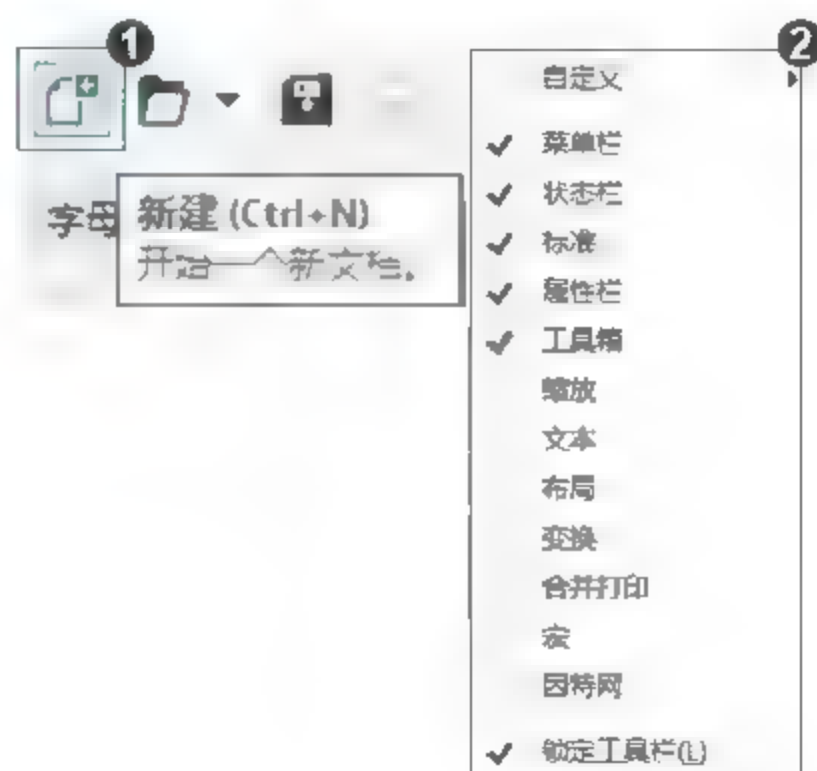 1
字母
新建 (Ctrl+N)
开始一个新文档。
2
自定义
菜单栏
状态栏
标准
属性栏
工具箱
缩放
文本
布局
变换
合并打印
宏
因特网
锁定工具栏(L)